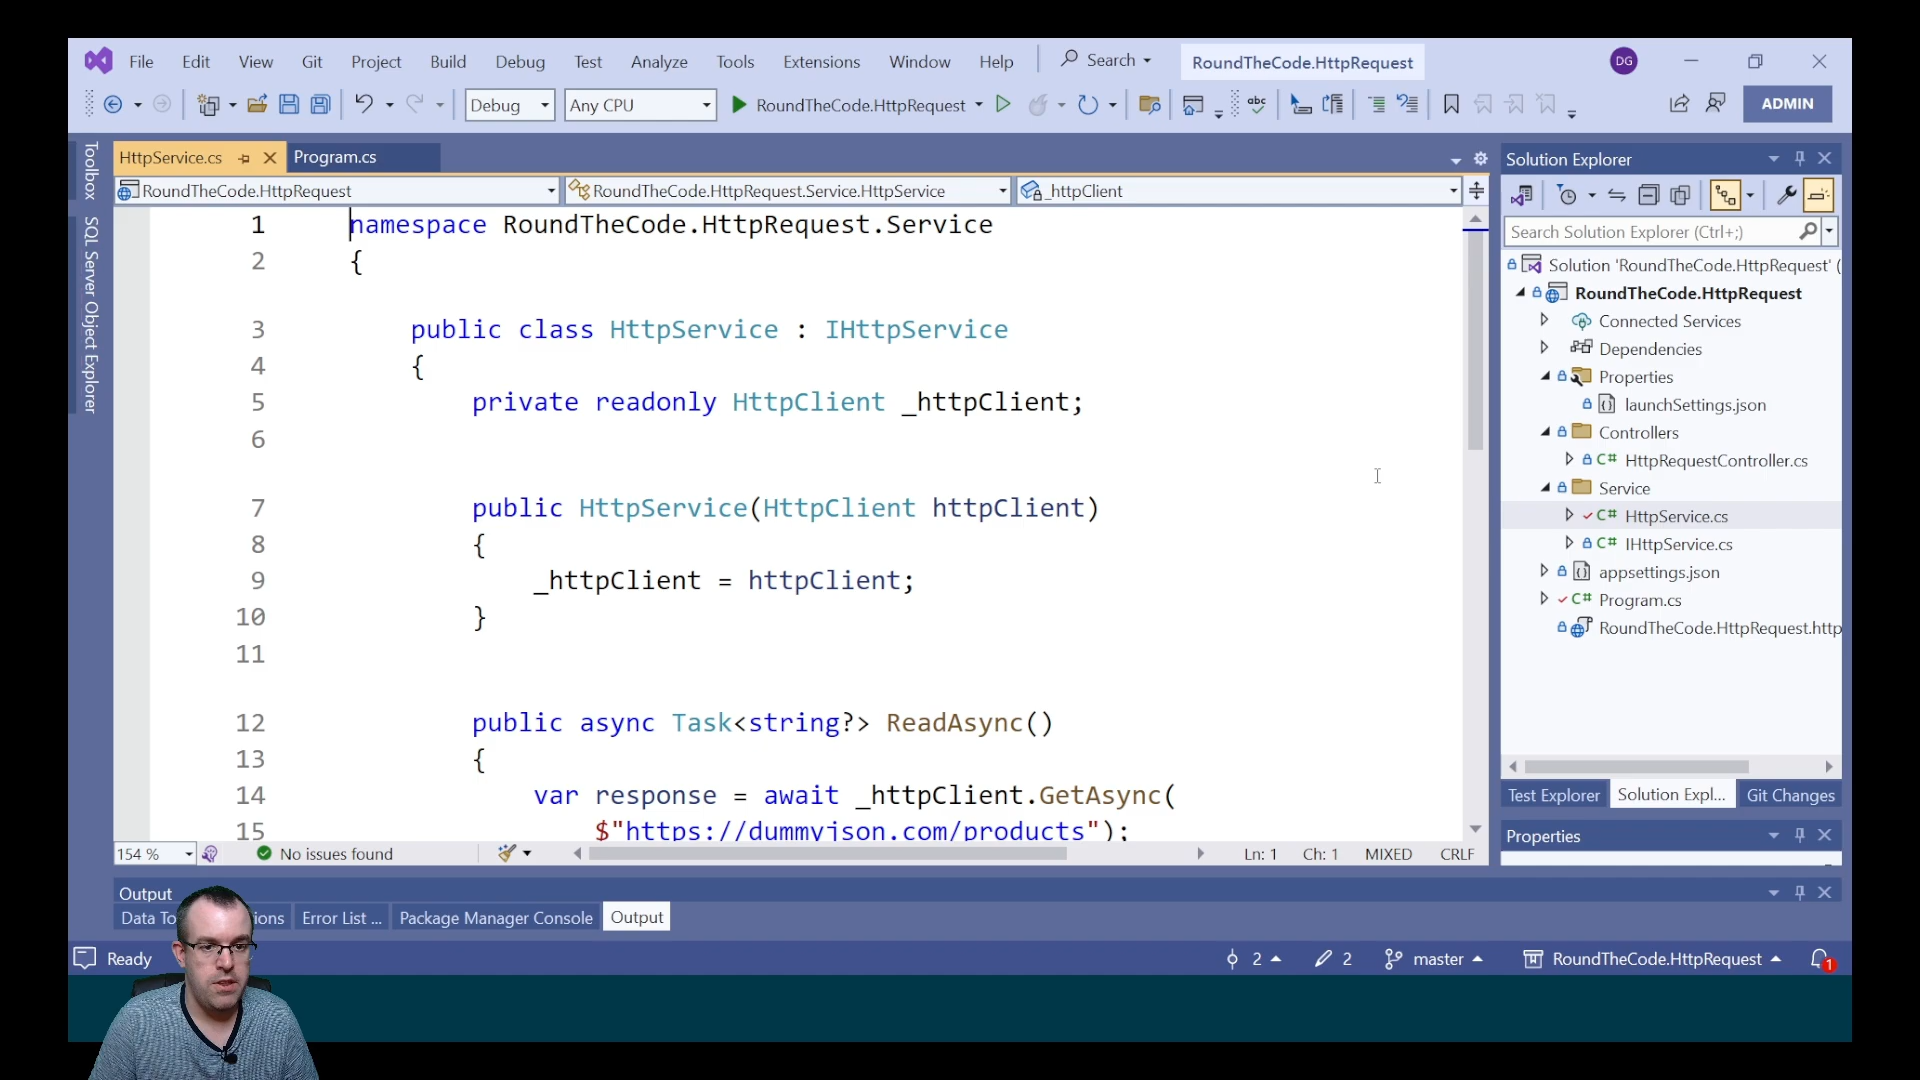 File Edit View Git Project Build Debug Test Analyze Tools Extensions Window Help Search RoundTheCode.HttpRequest DG
Debug Any CPU RoundTheCode.HttpRequest abc ADMIN
Toolbox
SQL Server Object Explorer
HttpService.cs Program.cs
RoundTheCode.HttpRequest RoundTheCode.HttpRequest.Service.HttpService _httpClient
1 namespace RoundTheCode.HttpRequest.Service
2 {
3 public class HttpService : IHttpService
4 {
5 private readonly HttpClient _httpClient;
6
7 public HttpService(HttpClient httpClient)
8 {
9 _httpClient = httpClient;
10 }
11
12 public async Task<string?> ReadAsync()
13 {
14 var response = await _httpClient.GetAsync(
15 $"https://dummyjson.com/products");
154 % No issues found Ln: 1 Ch: 1 MIXED CRLF
Solution Explorer
Search Solution Explorer (Ctrl+;)
Solution 'RoundTheCode.HttpRequest' (
RoundTheCode.HttpRequest
Connected Services
Dependencies
Properties
launchSettings.json
Controllers
C# HttpRequestController.cs
Service
C# HttpService.cs
C# IHttpService.cs
appsettings.json
C# Program.cs
RoundTheCode.HttpRequest.http
Test Explorer Solution Expl... Git Changes
Properties
Output
Data To ions Error List ... Package Manager Console Output
Ready 2 2 master RoundTheCode.HttpRequest 1